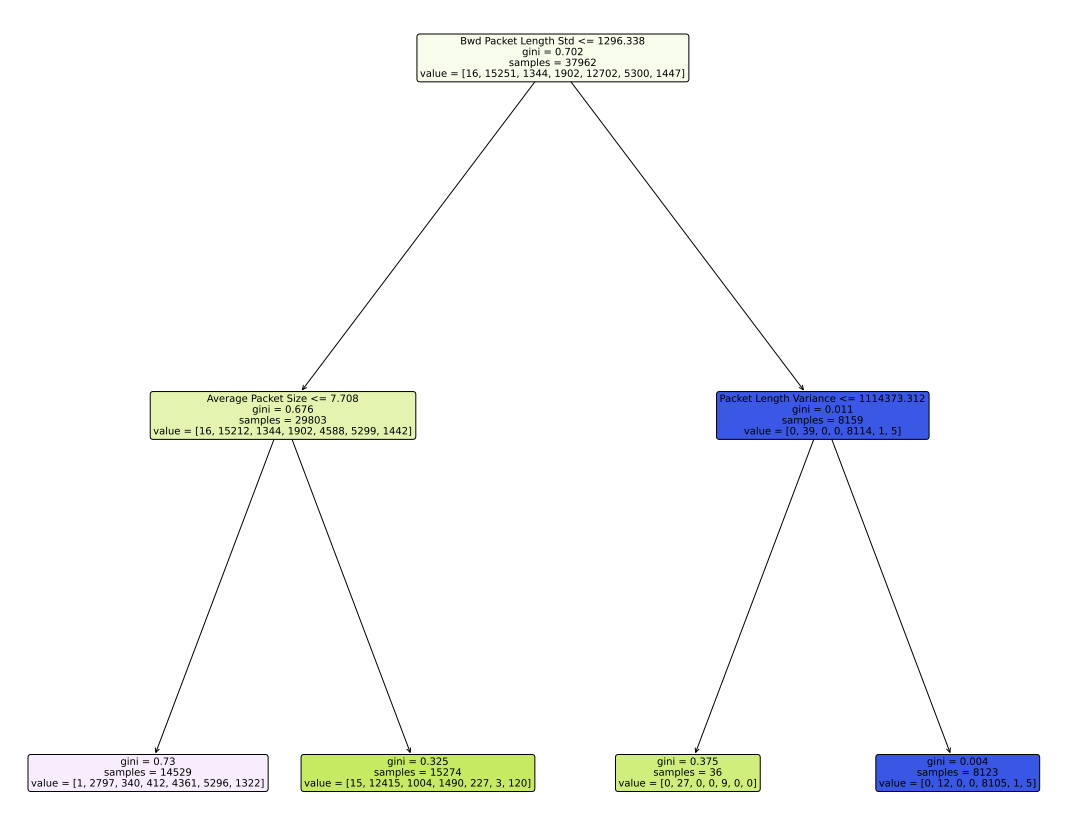 Bwd Packet Length Std <= 1296.338
gini = 0.702
samples = 37962
value = [16, 15251, 1344, 1902, 12702, 5300, 1447]
Average Packet Size <= 7.708
gini = 0.676
samples = 29803
value = [16, 15212, 1344, 1902, 4588, 5299, 1442]
Packet Length Variance <= 1114373.312
gini = 0.011
samples = 8159
value = [0, 39, 0, 0, 8114, 1, 5]
gini = 0.73
samples = 14529
value = [1, 2797, 340, 412, 4361, 5296, 1322]
gini = 0.325
samples = 15274
value = [15, 12415, 1004, 1490, 227, 3, 120]
gini = 0.375
samples = 36
value = [0, 27, 0, 0, 9, 0, 0]
gini = 0.004
samples = 8123
value = [0, 12, 0, 0, 8105, 1, 5]